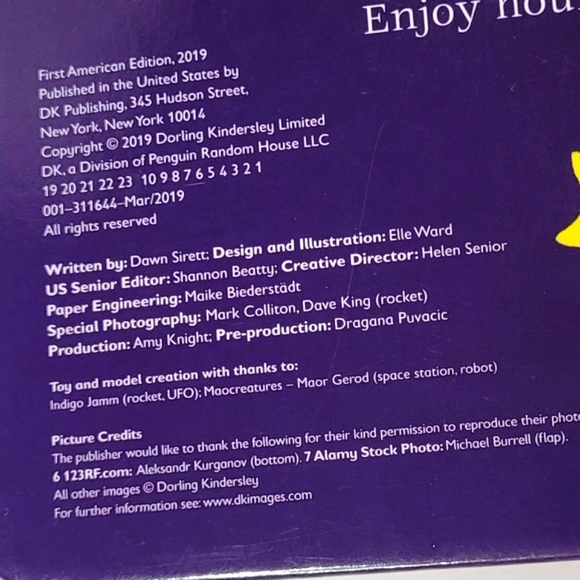 Enjoy
First American Edition, 2019
Published in the United States by
DK Publishing, 345 Hudson Street,
New York, New York 10014
Copyright © 2019 Dorling Kindersley Limited
DK, a Division of Penguin Random House LLC
19 20 21 22 23 10 9 8 7 6 5 4 3 2 1
001–311644–Mar/2019
All rights reserved
Written by: Dawn Sirett; Design and Illustration: Elle Ward
US Senior Editor: Shannon Beatty; Creative Director: Helen Senior
Paper Engineering: Maike Biederstädt
Special Photography: Mark Colliton, Dave King (rocket)
Production: Amy Knight; Pre-production: Dragana Puvacic
Toy and model creation with thanks to:
Indigo Jamm (rocket, UFO); Maocreatures – Maor Gerod (space station, robot)
Picture Credits
The publisher would like to thank the following for their kind permission to reproduce their
6 123RF.com: Aleksandr Kurganov (bottom). 7 Alamy Stock Photo: Michael Burrell (flap).
All other images © Dorling Kindersley
For further information see: www.dkimages.com